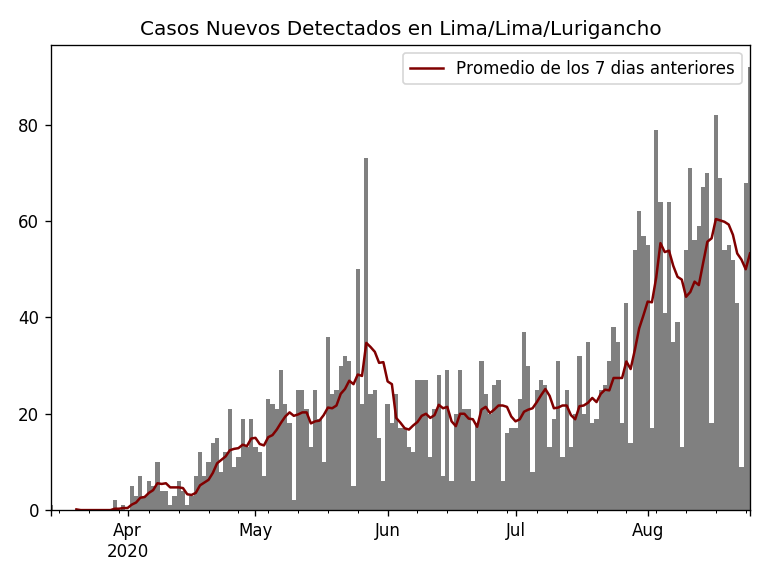 Casos Nuevos Detectados en Lima/Lima/Lurigancho
Promedio de los 7 dias anteriores
80
60
40
20
0
Apr May Jun Jul Aug
2020